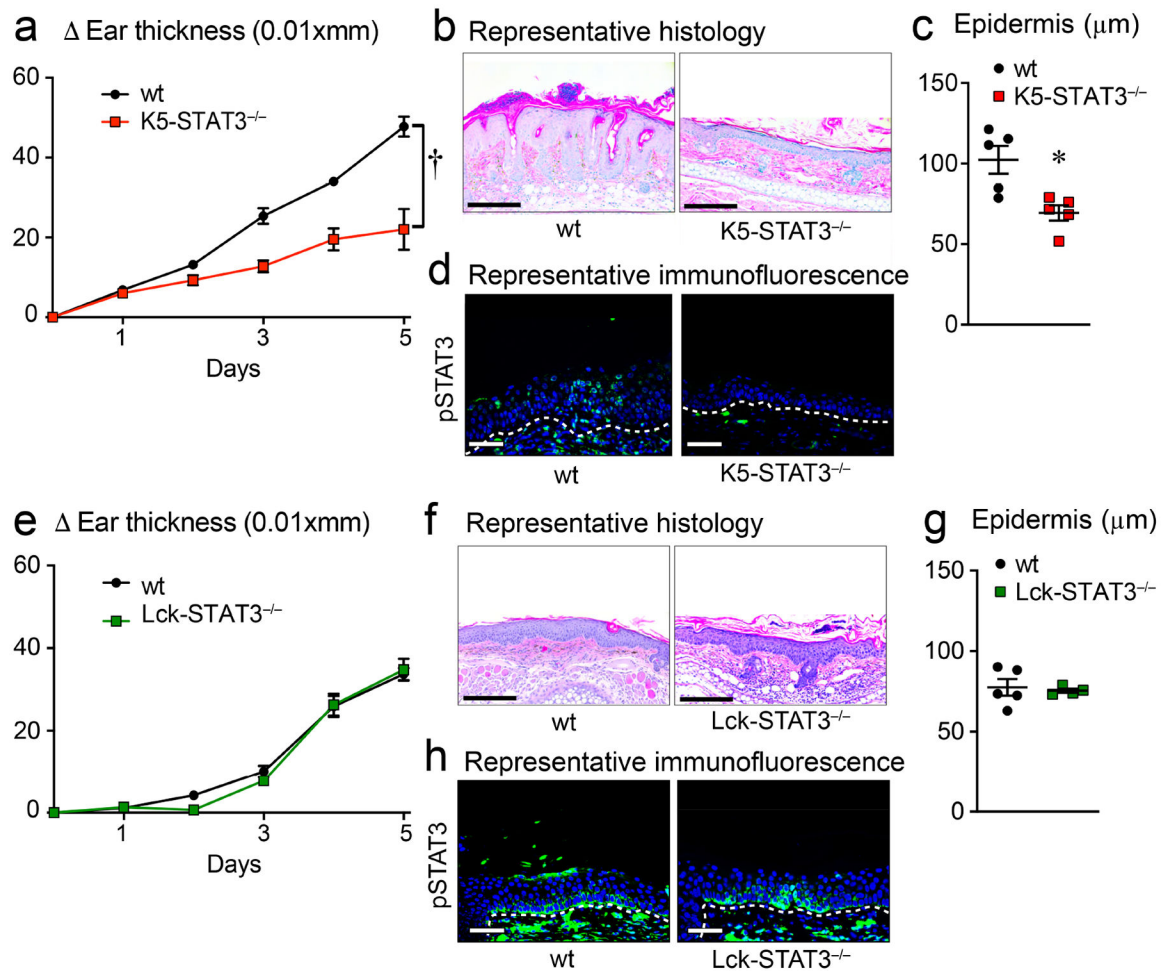 a Δ Ear thickness (0.01xmm)
60
40
20
0
wt
K5-STAT3–/–
†
1 3 5
Days
b Representative histology
wt K5-STAT3–/–
c Epidermis (μm)
150
100
50
0
wt
K5-STAT3–/–
*
d Representative immunofluorescence
pSTAT3
wt K5-STAT3–/–
e Δ Ear thickness (0.01xmm)
60
40
20
0
wt
Lck-STAT3–/–
1 3 5
Days
f Representative histology
wt Lck-STAT3–/–
g Epidermis (μm)
150
100
50
0
wt
Lck-STAT3–/–
h Representative immunofluorescence
pSTAT3
wt Lck-STAT3–/–